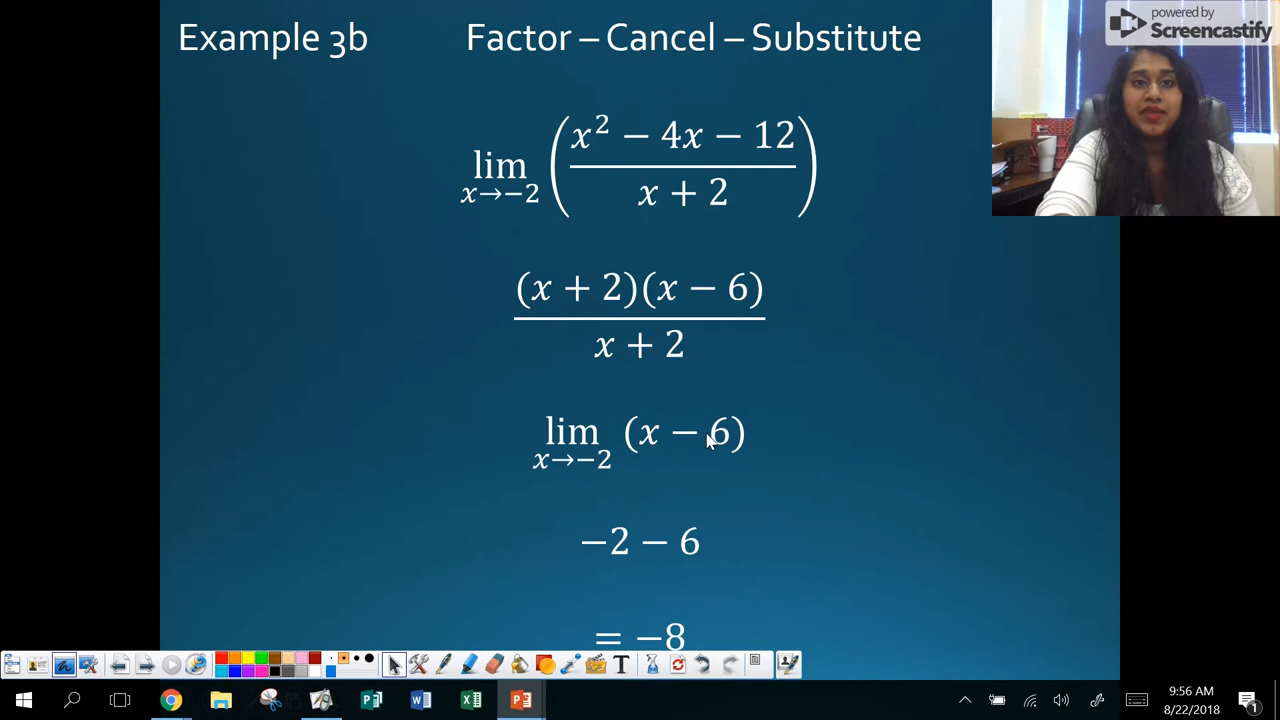 Example 3b Factor – Cancel – Substitute
powered by
Screencastify
lim x→−2 ( x² − 4x − 12 / x + 2 )
(x + 2)(x − 6) / x + 2
lim x→−2 (x − 6)
−2 − 6
= −8
9:56 AM
8/22/2018